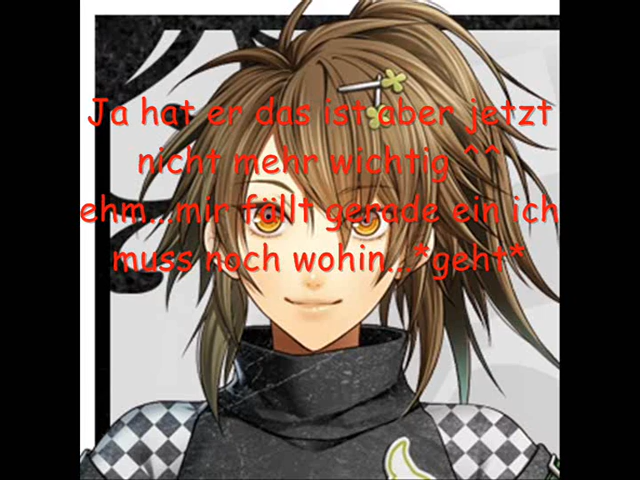 Ja hat er das ist aber jetzt
nicht mehr wichtig ^^
ehm...mir fällt gerade ein ich
muss noch wohin...*geht*